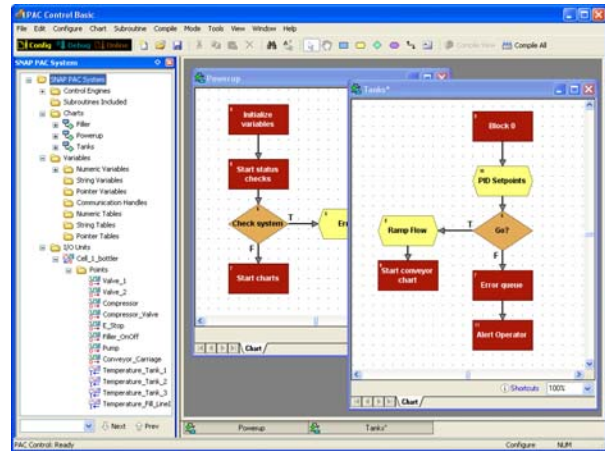 PAC Control Basic
File Edit Configure Chart Subroutine Compile Mode Tools View Window Help
Config Debug Online Compile View Compile All
SNAP PAC System
SNAP PAC System
Control Engines
Subroutines Included
Charts
Filler
Powerup
Tanks
Variables
Numeric Variables
String Variables
Pointer Variables
Communication Handles
Numeric Tables
String Tables
Pointer Tables
I/O Units
Cell_1_bottler
Points
Valve_1
Valve_2
Compressor
Compressor_Valve
E_Stop
Filler_OnOff
Pump
Conveyor_Carriage
Temperature_Tank_1
Temperature_Tank_2
Temperature_Tank_3
Next Prev
Powerup
Initialize
variables
Start status
checks
Check system
T
F
Start charts
Chart
Tanks*
Block 0
PID Setpoints
Go?
T
Ramp Flow
F
Start conveyor
chart
Error queue
Alert Operator
Shortcuts 100%
Chart
Powerup Tanks*
PAC Control: Ready Configure NUM